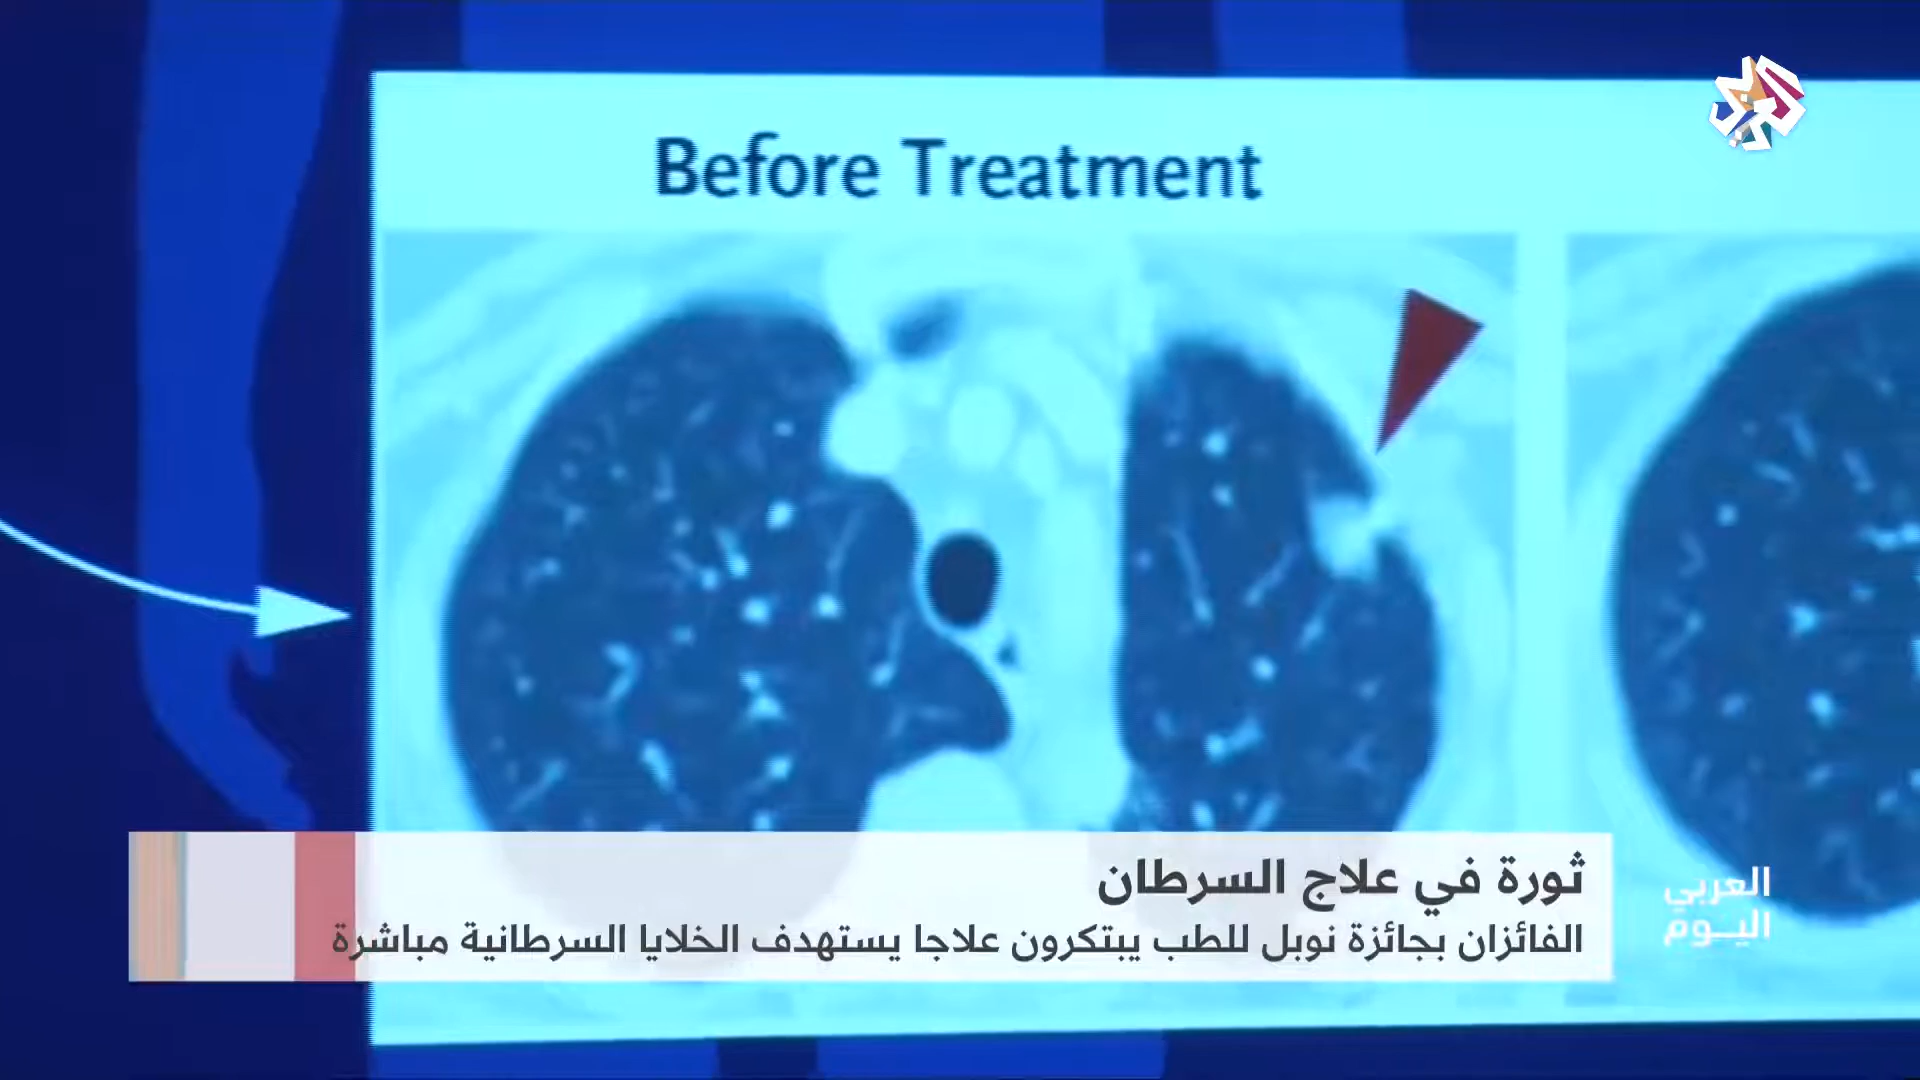 Before Treatment
ثورة في علاج السرطان
الفائزان بجائزة نوبل للطب يبتكرون علاجا يستهدف الخلايا السرطانية مباشرة
العربي
اليوم